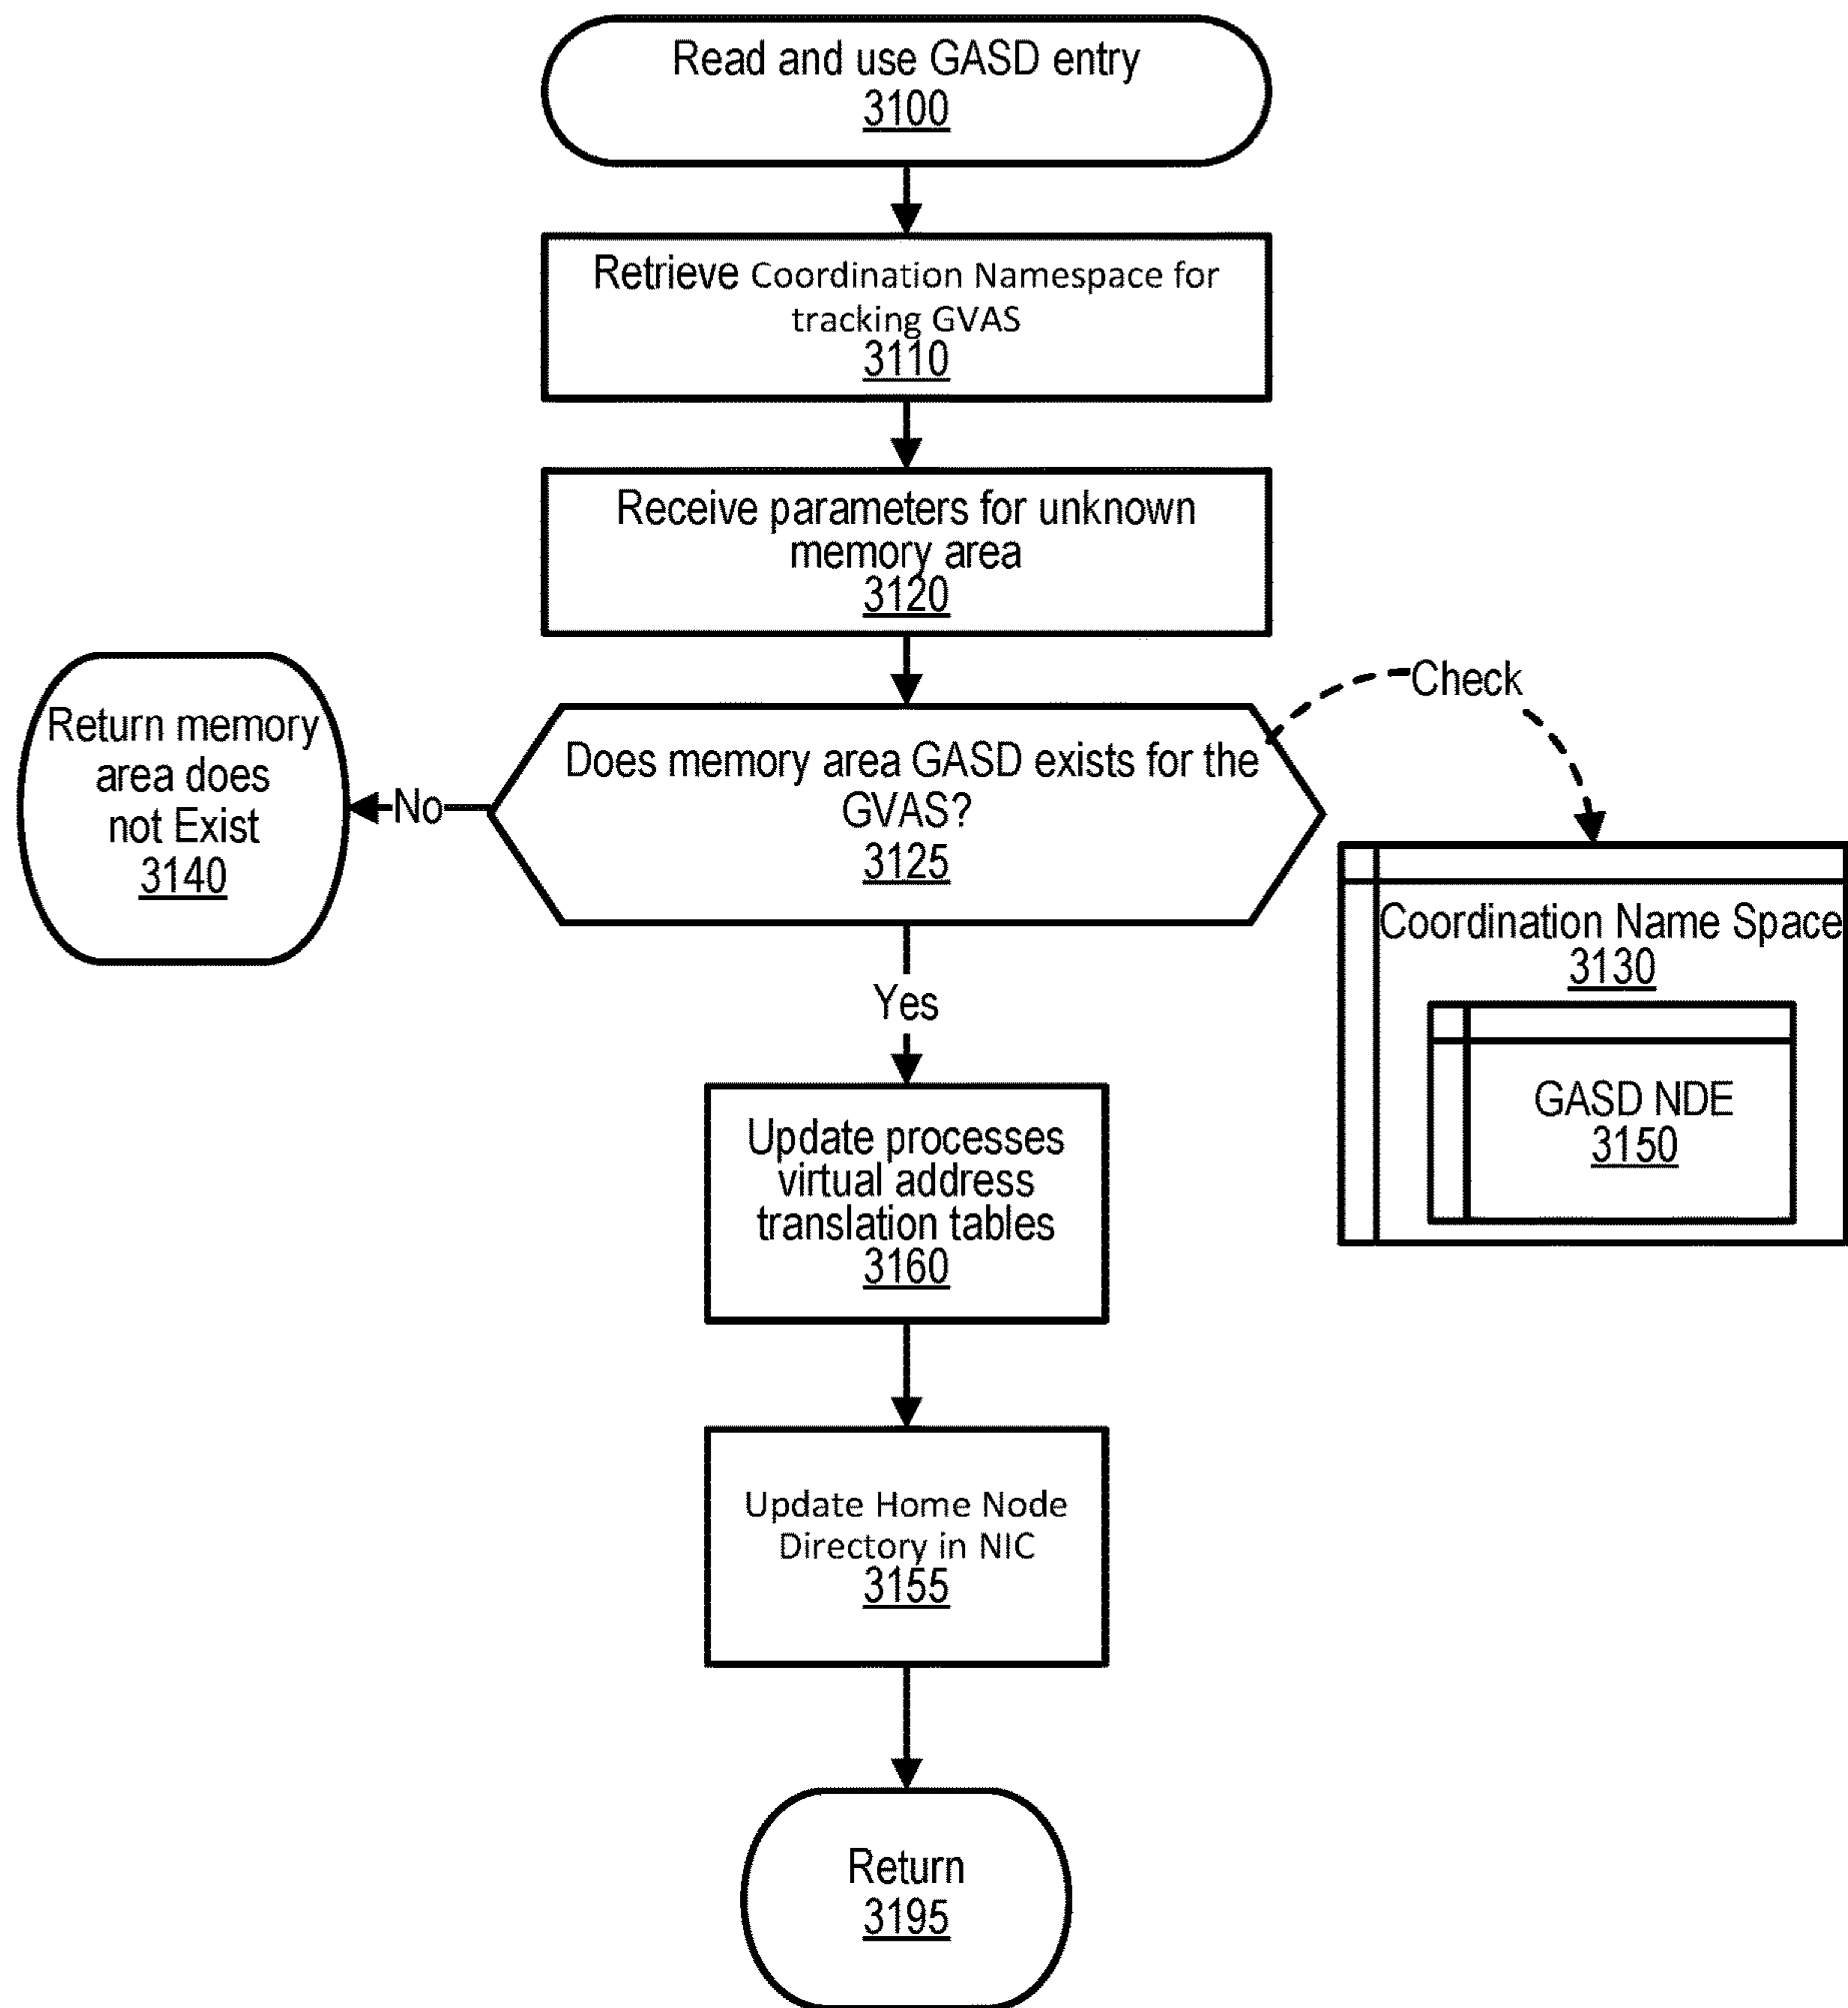 Read and use GASD entry
3100
Retrieve Coordination Namespace for
tracking GVAS
3110
Receive parameters for unknown
memory area
3120
Check
Return memory
area does
not Exist
3140
No
Does memory area GASD exists for the
GVAS?
3125
Coordination Name Space
3130
GASD NDE
3150
Yes
Update processes
virtual address
translation tables
3160
Update Home Node
Directory in NIC
3155
Return
3195